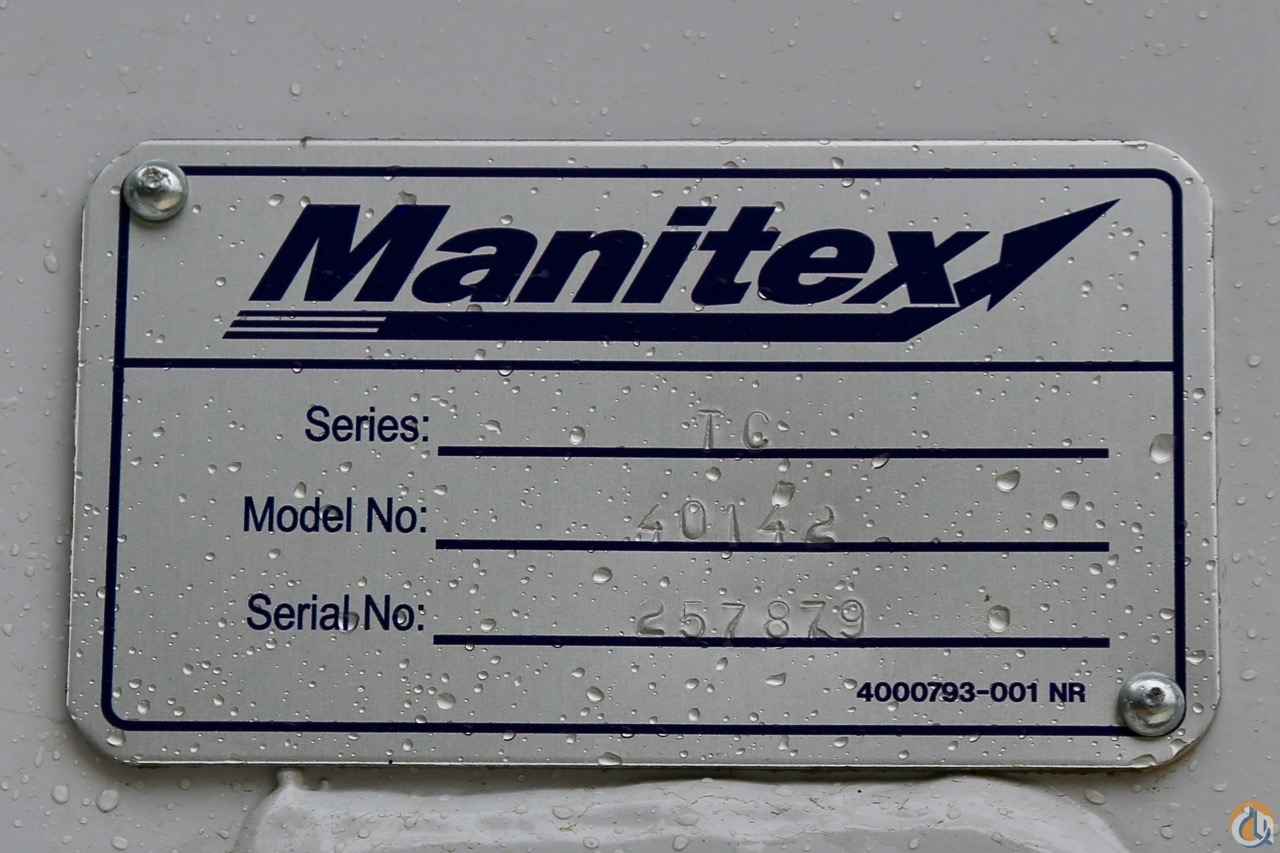 Manitex
Series: TC
Model No: 40142
Serial No: 257879
4000793-001 NR